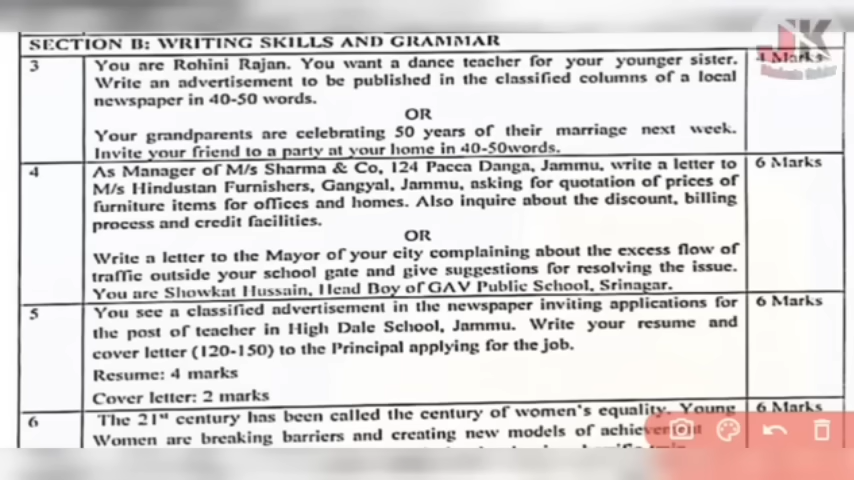 JK
SECTION B: WRITING SKILLS AND GRAMMAR
3 You are Rohini Rajan. You want a dance teacher for your younger sister. 4 Marks
Write an advertisement to be published in the classified columns of a local
newspaper in 40-50 words.
OR
Your grandparents are celebrating 50 years of their marriage next week.
Invite your friend to a party at your home in 40-50words.
4 As Manager of M/s Sharma & Co, 124 Pacca Danga, Jammu, write a letter to 6 Marks
M/s Hindustan Furnishers, Gangyal, Jammu, asking for quotation of prices of
furniture items for offices and homes. Also inquire about the discount, billing
process and credit facilities.
OR
Write a letter to the Mayor of your city complaining about the excess flow of
traffic outside your school gate and give suggestions for resolving the issue.
You are Showkat Hussain, Head Boy of GAV Public School, Srinagar.
5 You see a classified advertisement in the newspaper inviting applications for 6 Marks
the post of teacher in High Dale School, Jammu. Write your resume and
cover letter (120-150) to the Principal applying for the job.
Resume: 4 marks
Cover letter: 2 marks
6 The 21st century has been called the century of women's equality. Young 6 Marks
Women are breaking barriers and creating new models of achievement